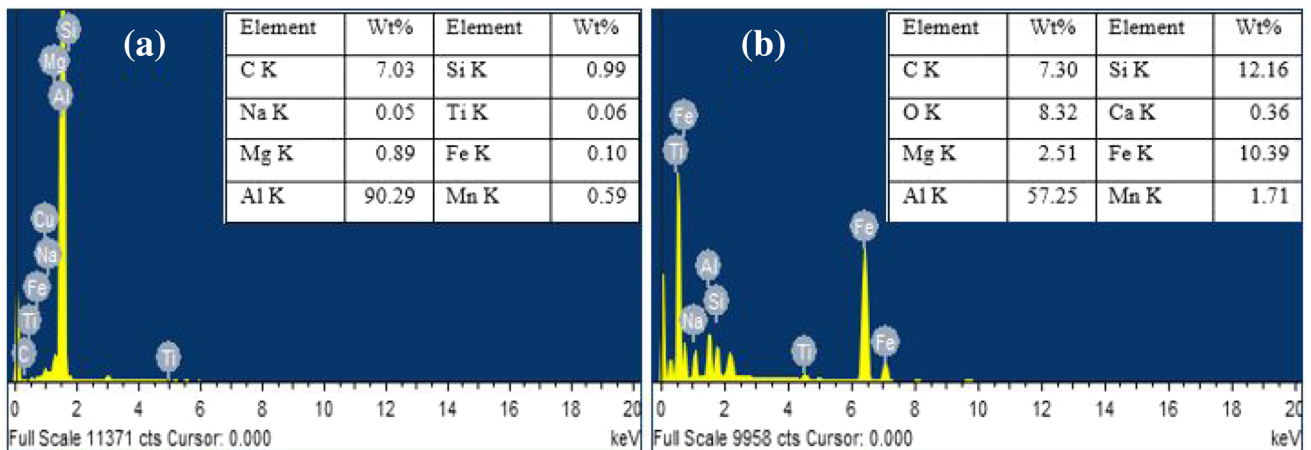 (a)
Element Wt% Element Wt%
C K 7.03 Si K 0.99
Na K 0.05 Ti K 0.06
Mg K 0.89 Fe K 0.10
Al K 90.29 Mn K 0.59
Si
Mg
Al
Cu
Na
Fe
Ti
C
Ti
0 2 4 6 8 10 12 14 16 18 20
Full Scale 11371 cts Cursor: 0.000 keV
(b)
Element Wt% Element Wt%
C K 7.30 Si K 12.16
O K 8.32 Ca K 0.36
Mg K 2.51 Fe K 10.39
Al K 57.25 Mn K 1.71
Fe
Ti
Fe
Al
Si
Na
Ti
Fe
0 2 4 6 8 10 12 14 16 18 20
Full Scale 9958 cts Cursor: 0.000 keV